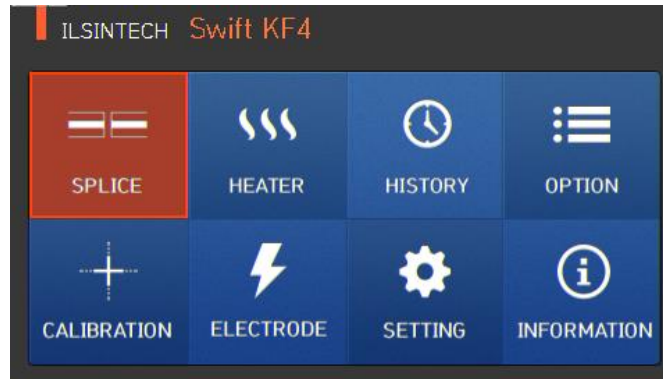 ILSINTECH Swift KF4
SPLICE HEATER HISTORY OPTION
CALIBRATION ELECTRODE SETTING INFORMATION